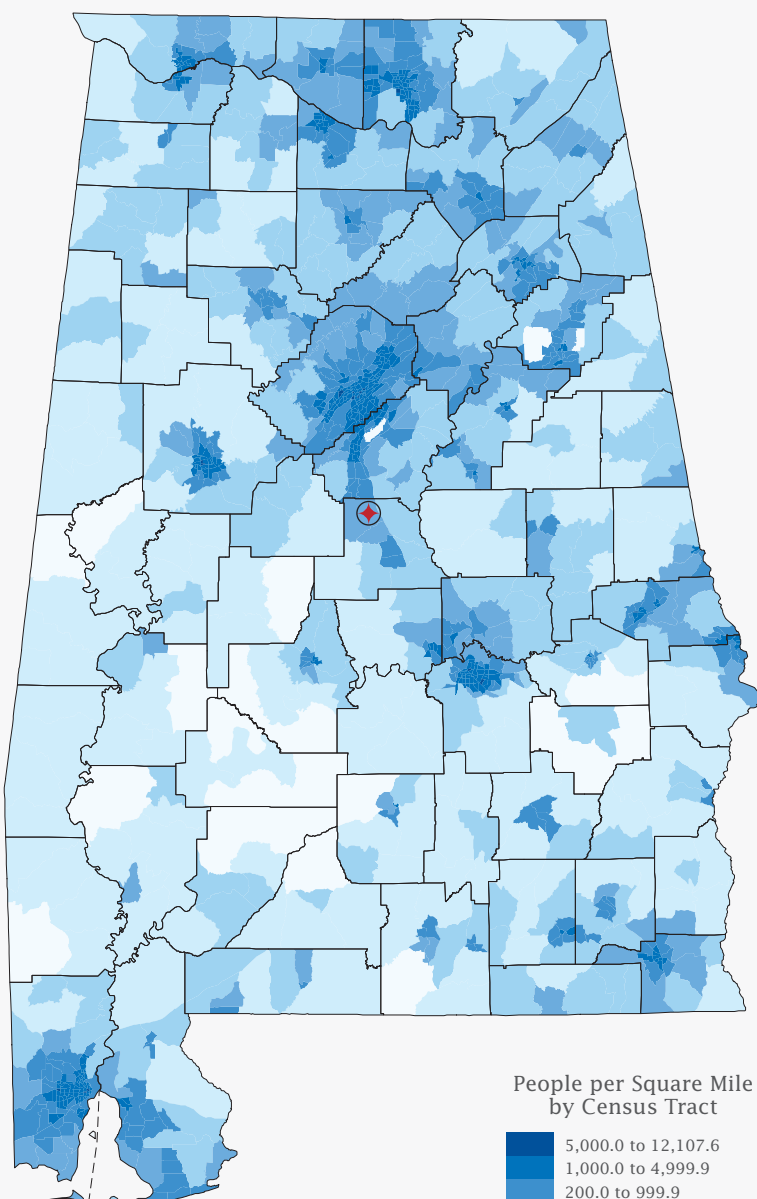 People per Square Mile
by Census Tract
5,000.0 to 12,107.6
1,000.0 to 4,999.9
200.0 to 999.9